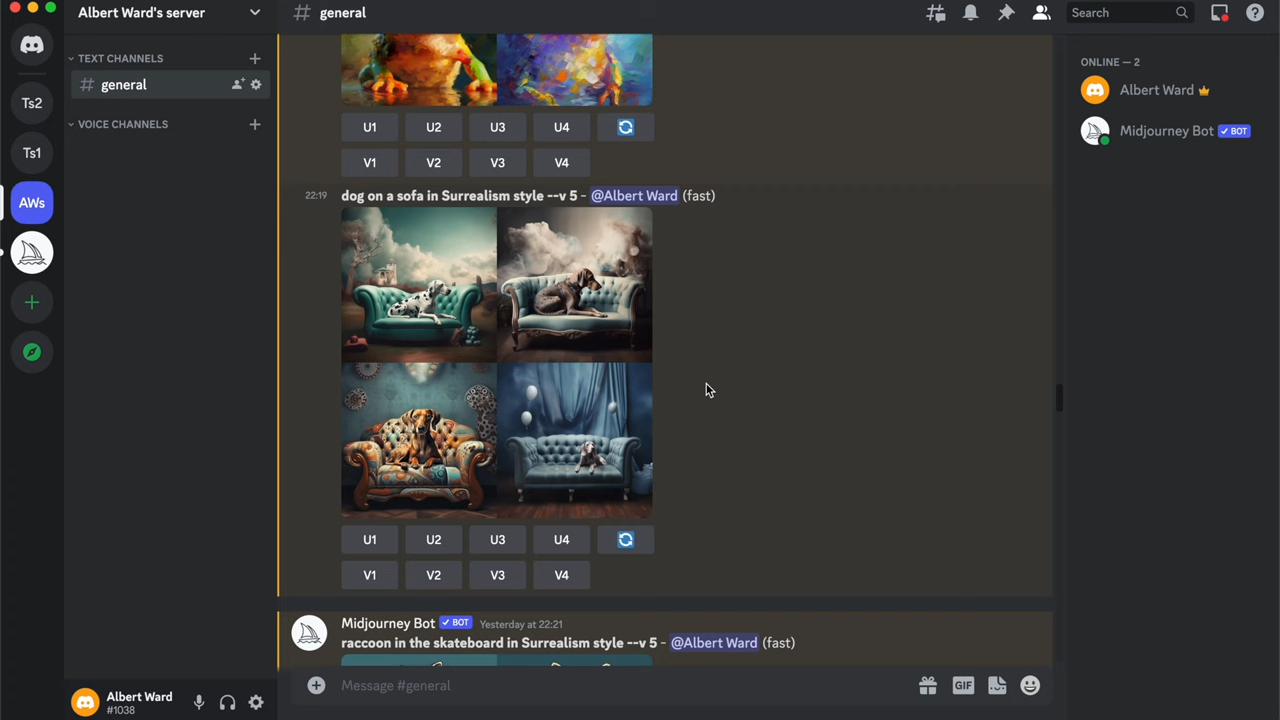 Albert Ward's server
# general
Search
TEXT CHANNELS
# general
VOICE CHANNELS
Ts2
Ts1
AWs
U1 U2 U3 U4
V1 V2 V3 V4
22:19 dog on a sofa in Surrealism style --v 5 - @Albert Ward (fast)
U1 U2 U3 U4
V1 V2 V3 V4
Midjourney Bot ✓ BOT Yesterday at 22:21
raccoon in the skateboard in Surrealism style --v 5 - @Albert Ward (fast)
Message #general
GIF
ONLINE — 2
Albert Ward
Midjourney Bot ✓ BOT
Albert Ward
#1038